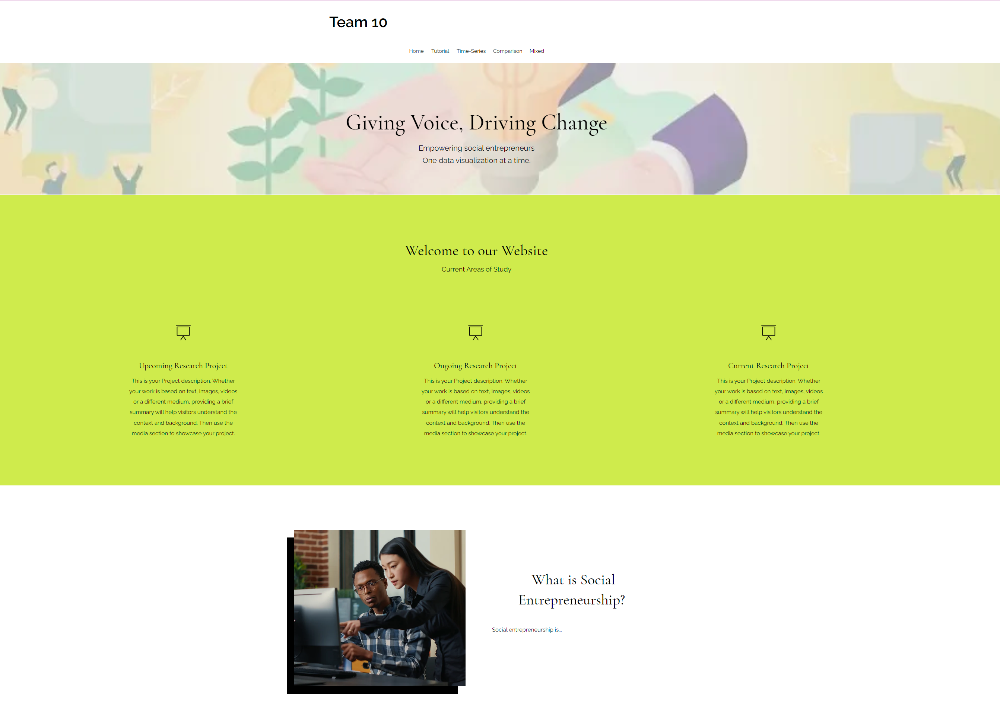 Team 10
Home Tutorial Time-Series Comparison Mixed
Giving Voice, Driving Change
Empowering social entrepreneurs
One data visualization at a time.
Welcome to our Website
Current Areas of Study
Upcoming Research Project
This is your Project description. Whether
your work is based on text, images, videos
or a different medium, providing a brief
summary will help visitors understand the
context and background. Then use the
media section to showcase your project.
Ongoing Research Project
This is your Project description. Whether
your work is based on text, images, videos
or a different medium, providing a brief
summary will help visitors understand the
context and background. Then use the
media section to showcase your project.
Current Research Project
This is your Project description. Whether
your work is based on text, images, videos
or a different medium, providing a brief
summary will help visitors understand the
context and background. Then use the
media section to showcase your project.
What is Social
Entrepreneurship?
Social entrepreneurship is...